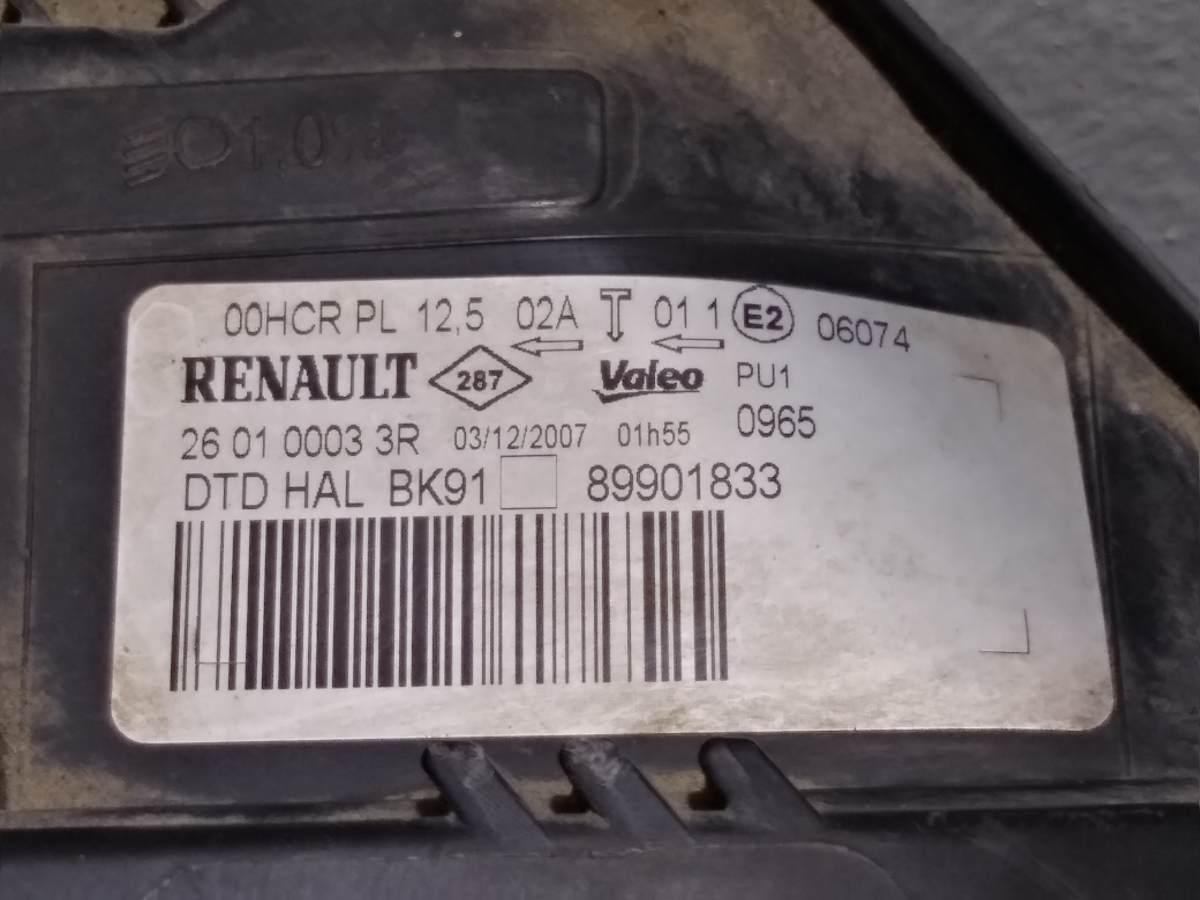 00HCR PL 12,5 02A 01 1 E2 06074
RENAULT 287 Valeo PU1
26 01 0003 3R 03/12/2007 01h55 0965
DTD HAL BK91 89901833